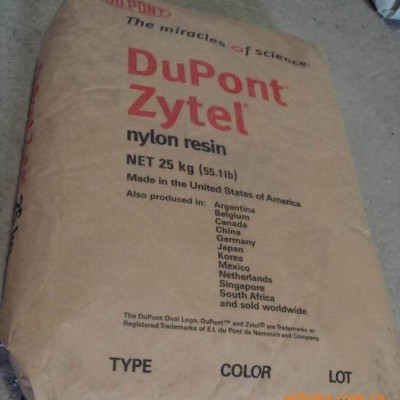 DU PONT
The miracles of science
DuPont™
Zytel®
nylon resin
NET 25 kg (55.1lb)
Made in the United States of America
Also produced in: Argentina
Belgium
Canada
China
Germany
Japan
Korea
Mexico
Netherlands
Singapore
South Africa
and sold worldwide
The DuPont Oval Logo, DuPont™ and Zytel® are Trademarks or
Registered Trademarks of E.I. du Pont de Nemours and Company.
TYPE COLOR LOT